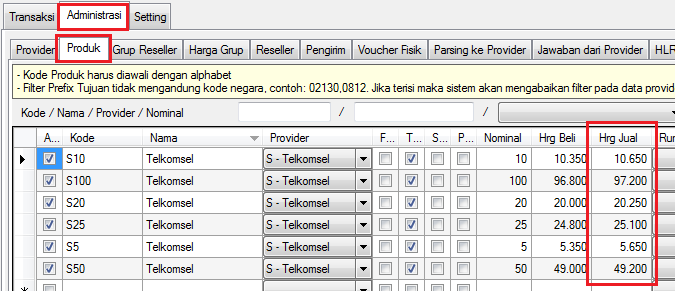 Transaksi Administrasi Setting
Provider Produk Grup Reseller Harga Grup Reseller Pengirim Voucher Fisik Parsing ke Provider Jawaban dari Provider HLR
- Kode Produk harus diawali dengan alphabet
- Filter Prefix Tujuan tidak mengandung kode negara, contoh: 02130,0812. Jika terisi maka sistem akan mengabaikan filter pada data provid
Kode / Nama / Provider / Nominal / /
A... Kode Nama Provider F... T... S... P... Nominal Hrg Beli Hrg Jual Run
S10 Telkomsel S - Telkomsel 10 10.350 10.650
S100 Telkomsel S - Telkomsel 100 96.800 97.200
S20 Telkomsel S - Telkomsel 20 20.000 20.250
S25 Telkomsel S - Telkomsel 25 24.800 25.100
S5 Telkomsel S - Telkomsel 5 5.350 5.650
S50 Telkomsel S - Telkomsel 50 49.000 49.200